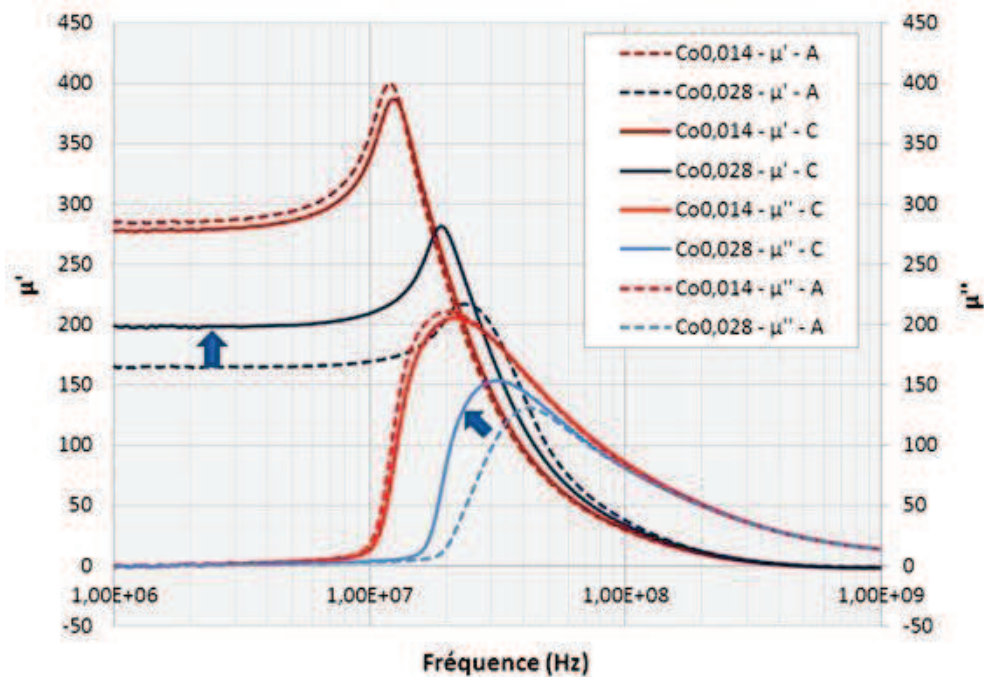 450
400
350
300
250
200
150
100
50
0
-50
µ'
Co0,014 - µ' - A
Co0,028 - µ' - A
Co0,014 - µ' - C
Co0,028 - µ' - C
Co0,014 - µ'' - C
Co0,028 - µ'' - C
Co0,014 - µ'' - A
Co0,028 - µ'' - A
450
400
350
300
250
200
150
100
50
0
-50
µ''
1,00E+06 1,00E+07 1,00E+08 1,00E+09
Fréquence (Hz)